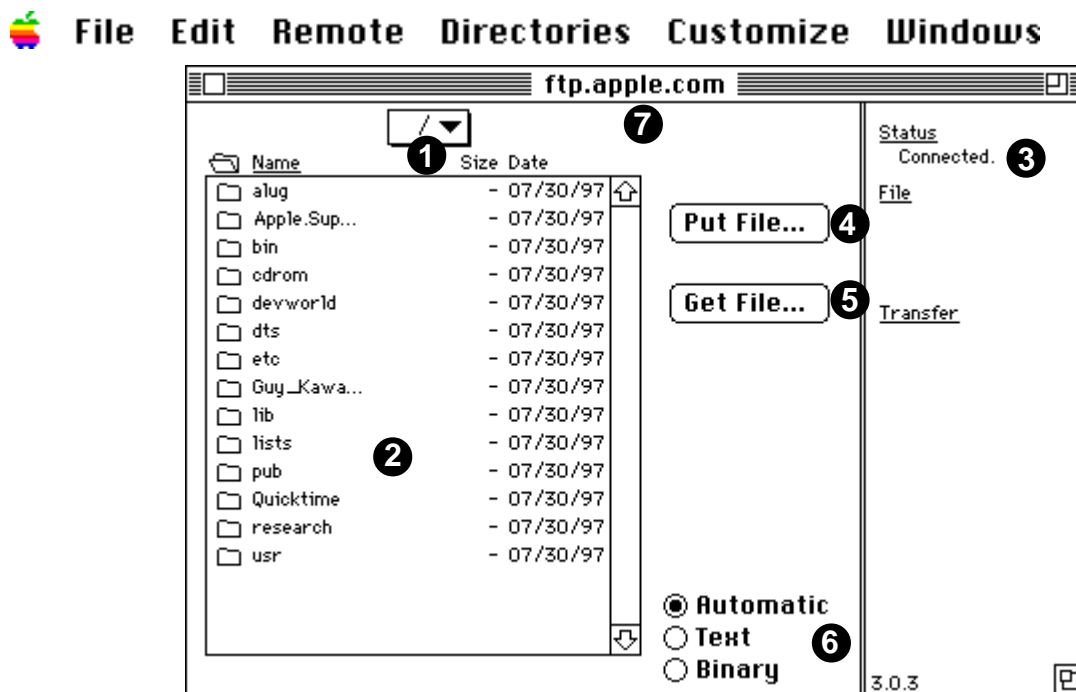 File Edit Remote Directories Customize Windows
ftp.apple.com
/
7
1
Name Size Date
Status
Connected.
3
alug - 07/30/97
File
Apple.Sup... - 07/30/97
Put File...
4
bin - 07/30/97
cdrom - 07/30/97
devworld - 07/30/97
Get File...
5
Transfer
dts - 07/30/97
etc - 07/30/97
Guy_Kawa... - 07/30/97
lib - 07/30/97
lists - 07/30/97
2
pub - 07/30/97
Quicktime - 07/30/97
research - 07/30/97
usr - 07/30/97
Automatic
Text
6
Binary
3.0.3